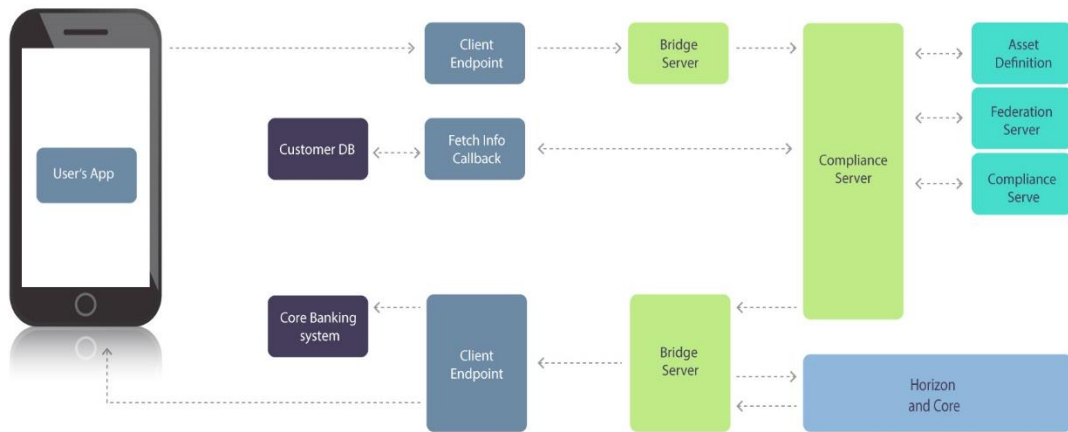 Client
Endpoint
Bridge
Server
Asset
Definition
Customer DB
Fetch Info
Callback
Federation
Server
User's App
Compliance
Server
Compliance
Serve
Core Banking
system
Client
Endpoint
Bridge
Server
Horizon
and Core